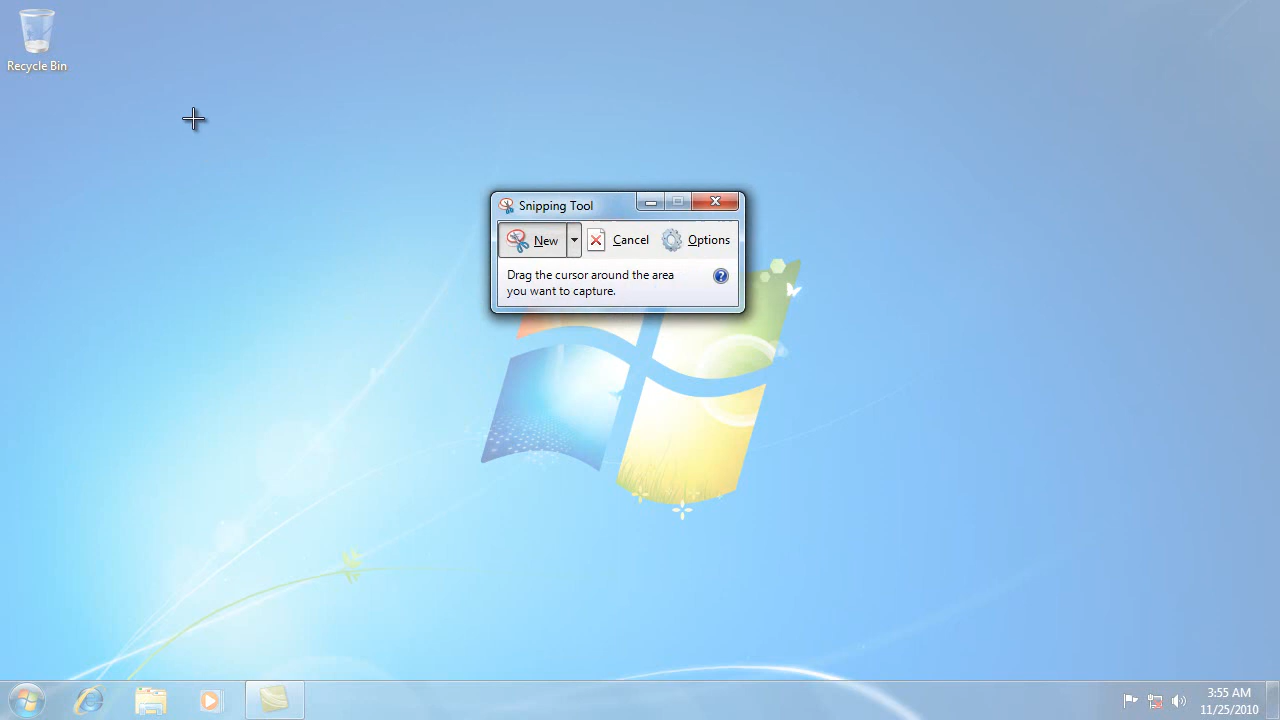 Recycle Bin
Snipping Tool
New
Cancel
Options
Drag the cursor around the area
you want to capture.
3:55 AM
11/25/2010